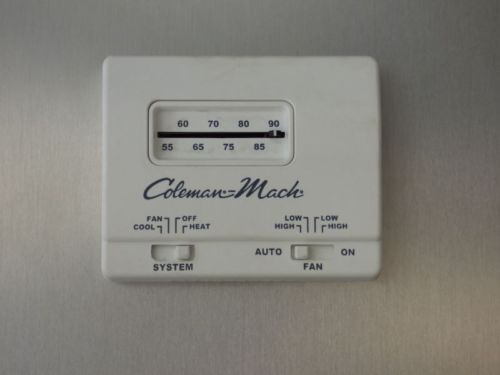 60 70 80 90
55 65 75 85
Coleman-Mach
FAN OFF LOW LOW
COOL HEAT HIGH HIGH
AUTO ON
SYSTEM FAN